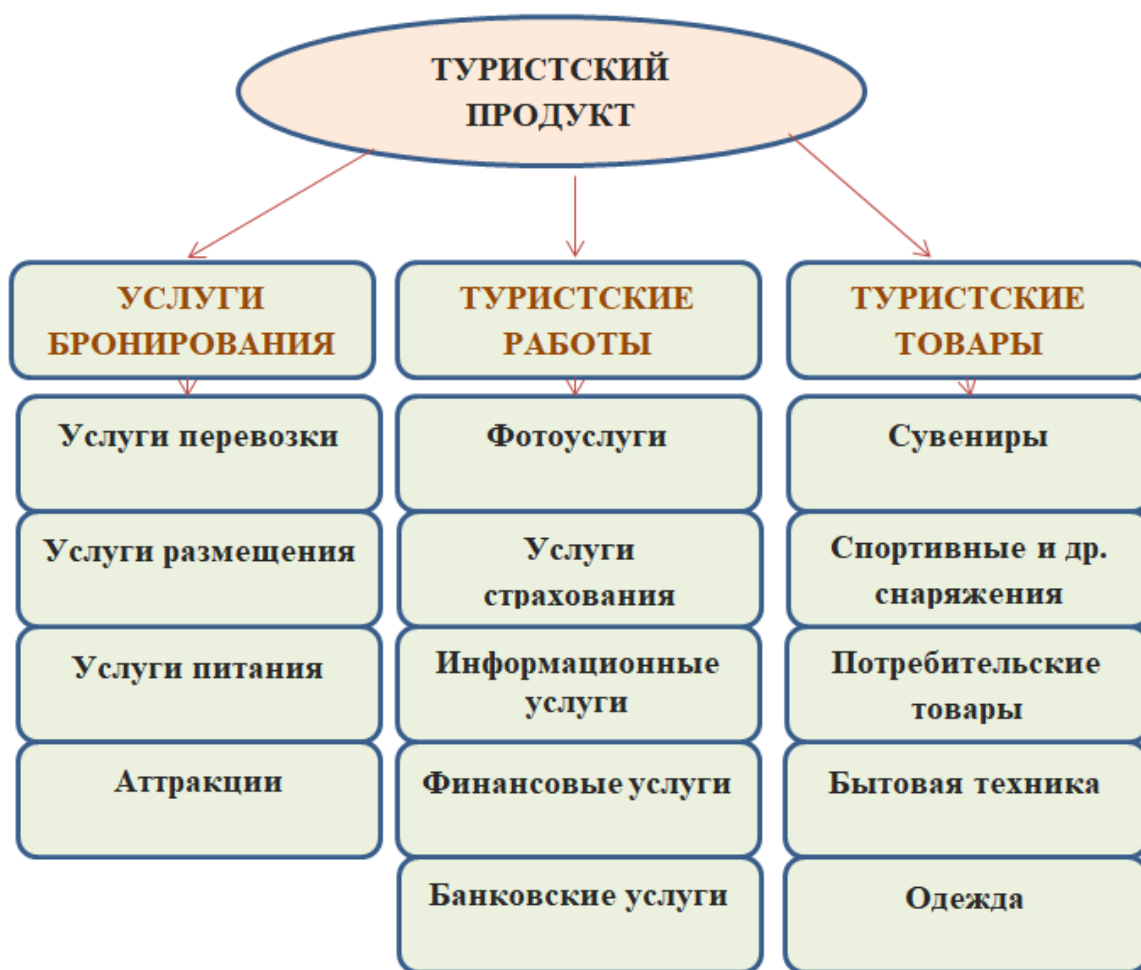 ТУРИСТСКИЙ
ПРОДУКТ
УСЛУГИ
БРОНИРОВАНИЯ
Услуги перевозки
Услуги размещения
Услуги питания
Аттракции
ТУРИСТСКИЕ
РАБОТЫ
Фотоуслуги
Услуги
страхования
Информационные
услуги
Финансовые услуги
Банковские услуги
ТУРИСТСКИЕ
ТОВАРЫ
Сувениры
Спортивные и др.
снаряжения
Потребительские
товары
Бытовая техника
Одежда